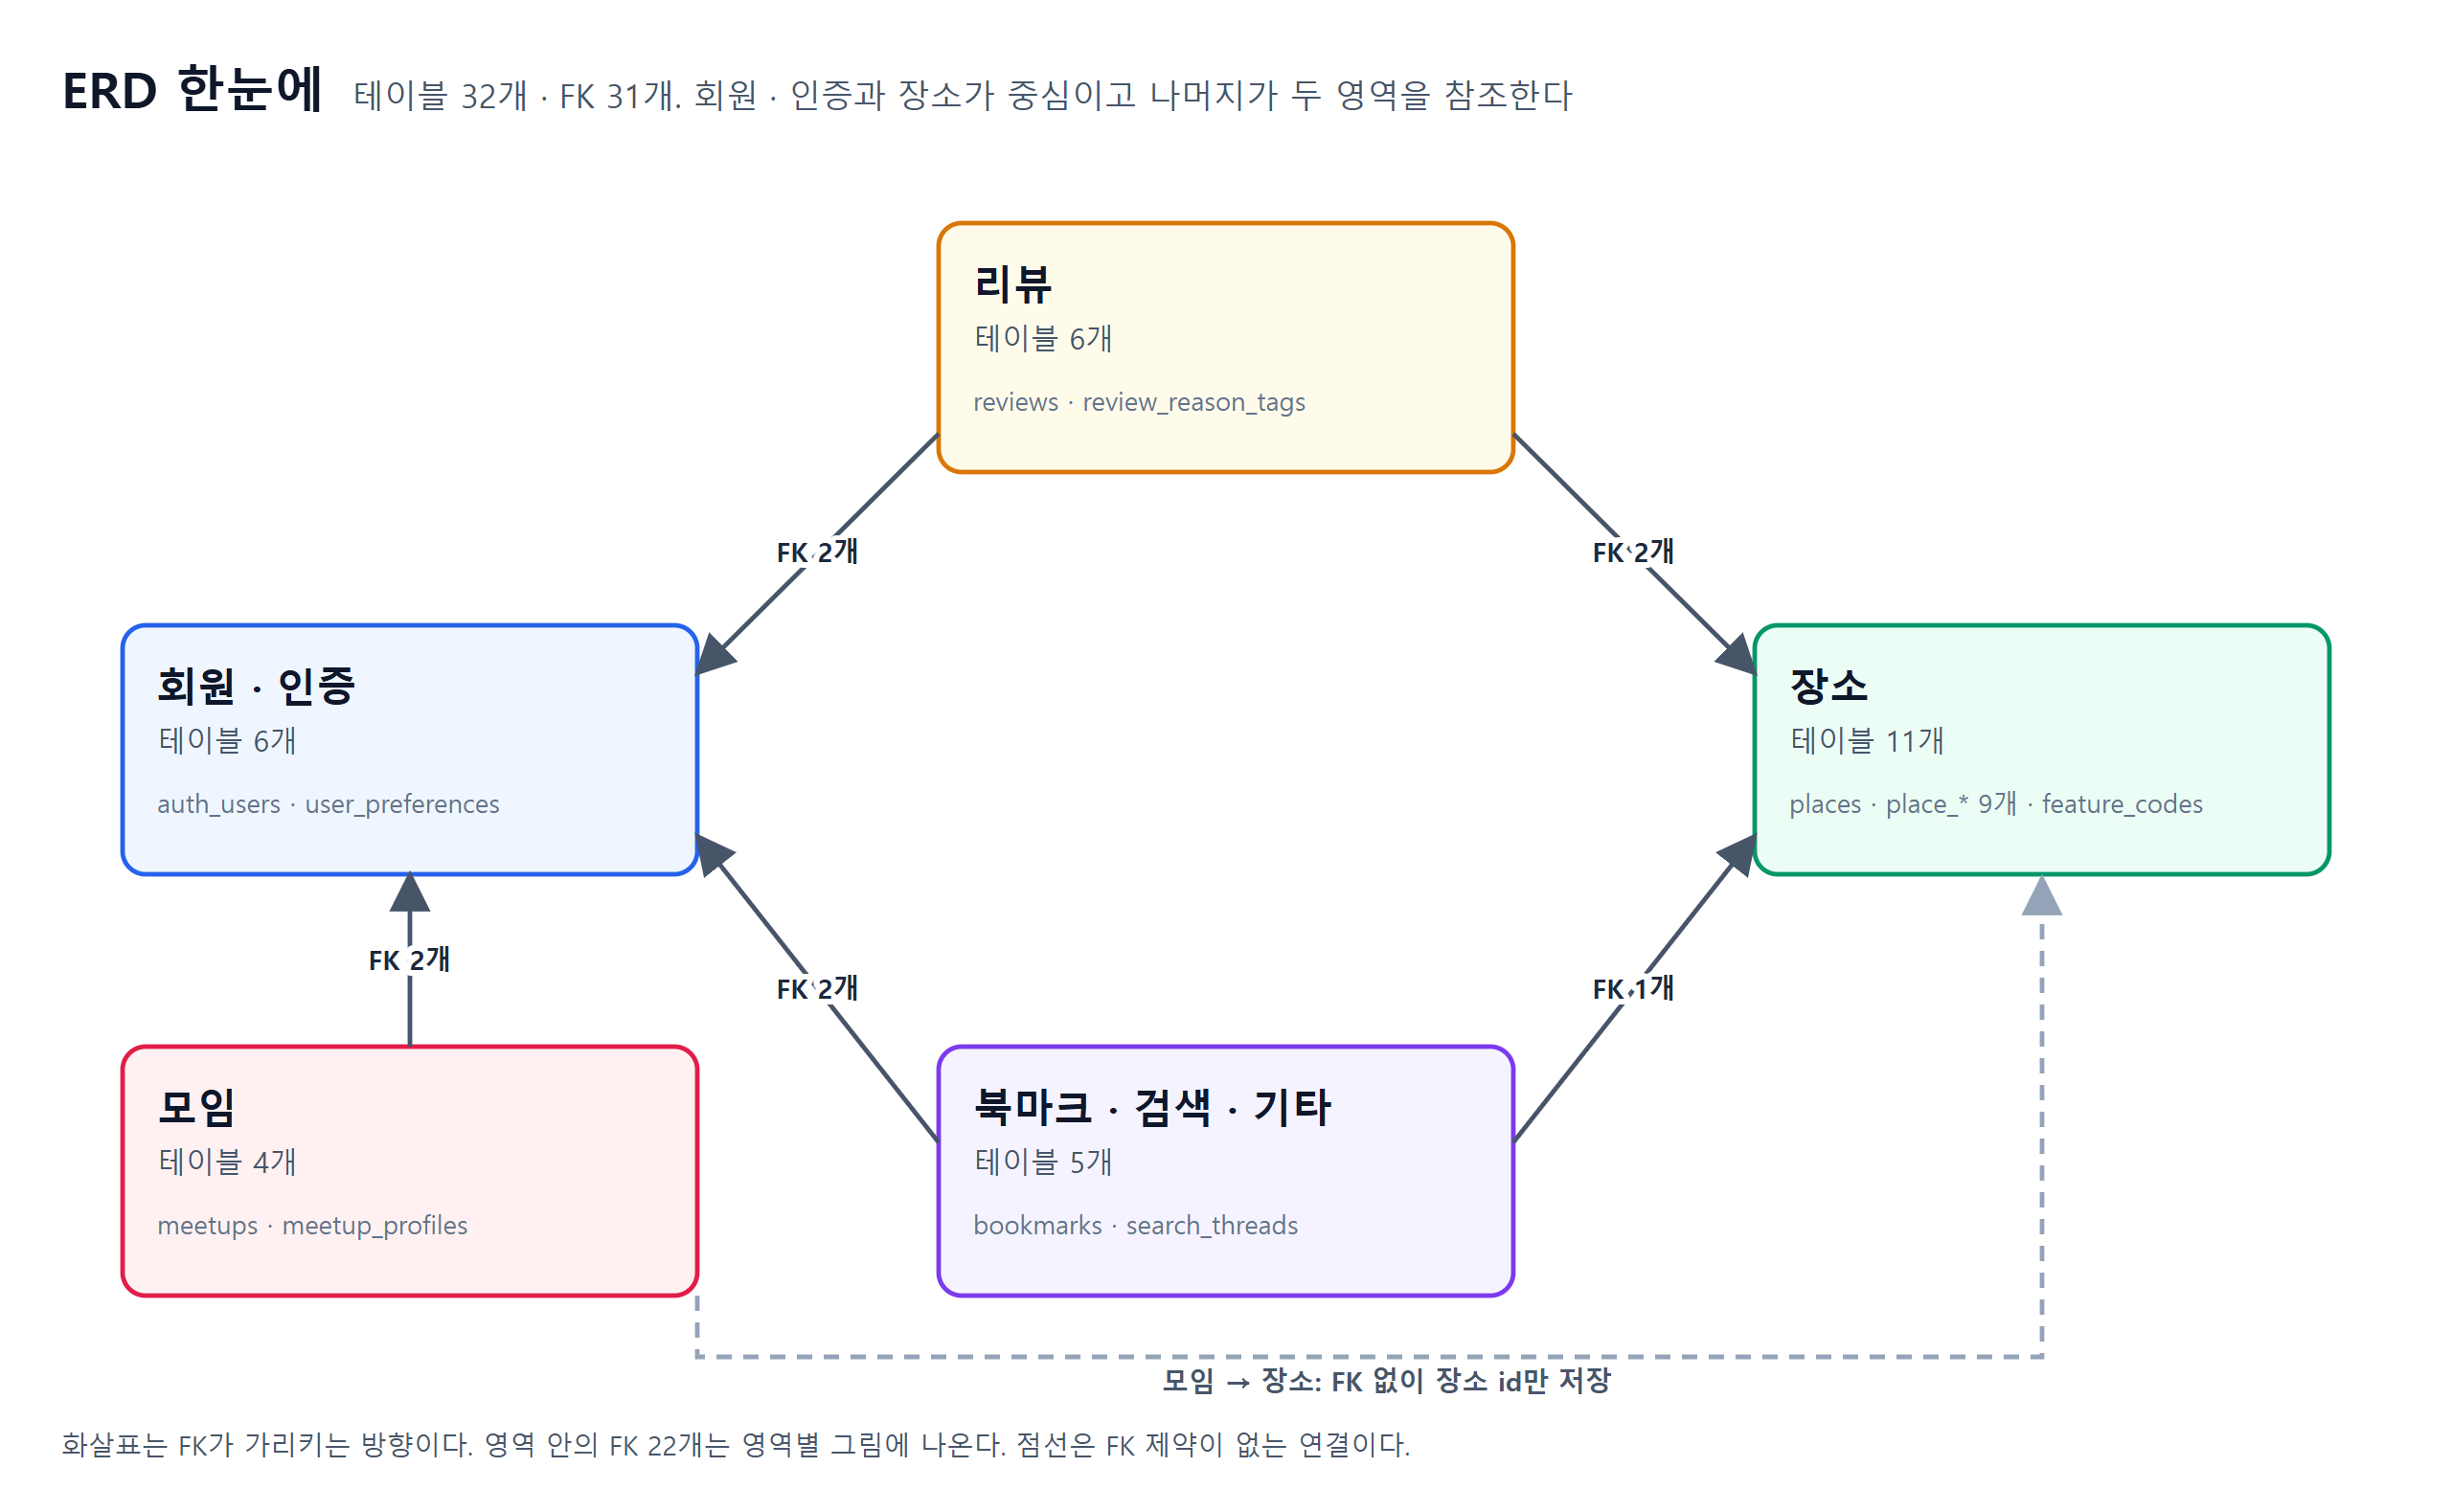 ERD 한눈에 테이블 32개 · FK 31개. 회원 · 인증과 장소가 중심이고 나머지가 두 영역을 참조한다
리뷰
테이블 6개
reviews · review_reason_tags
FK 2개
FK 2개
회원 · 인증
테이블 6개
auth_users · user_preferences
장소
테이블 11개
places · place_* 9개 · feature_codes
FK 2개
FK 2개
FK 1개
모임
테이블 4개
meetups · meetup_profiles
북마크 · 검색 · 기타
테이블 5개
bookmarks · search_threads
모임 → 장소: FK 없이 장소 id만 저장
화살표는 FK가 가리키는 방향이다. 영역 안의 FK 22개는 영역별 그림에 나온다. 점선은 FK 제약이 없는 연결이다.